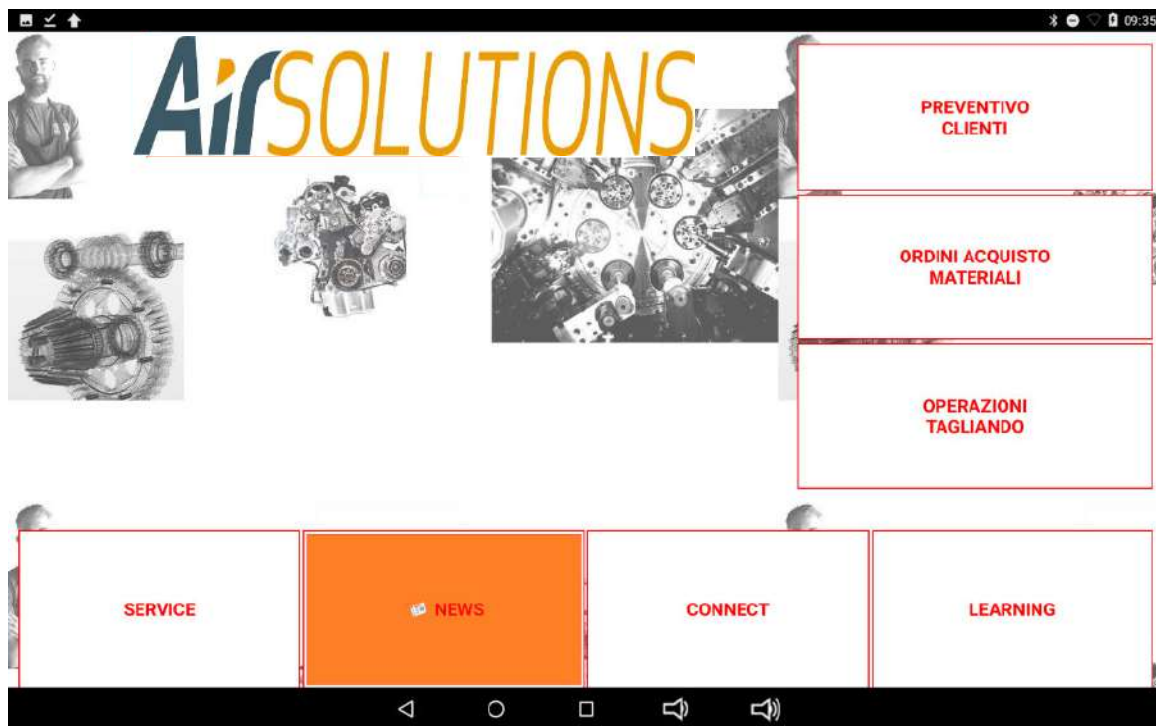 09:35
AirSOLUTIONS
PREVENTIVO
CLIENTI
ORDINI ACQUISTO
MATERIALI
OPERAZIONI
TAGLIANDO
SERVICE
NEWS
CONNECT
LEARNING